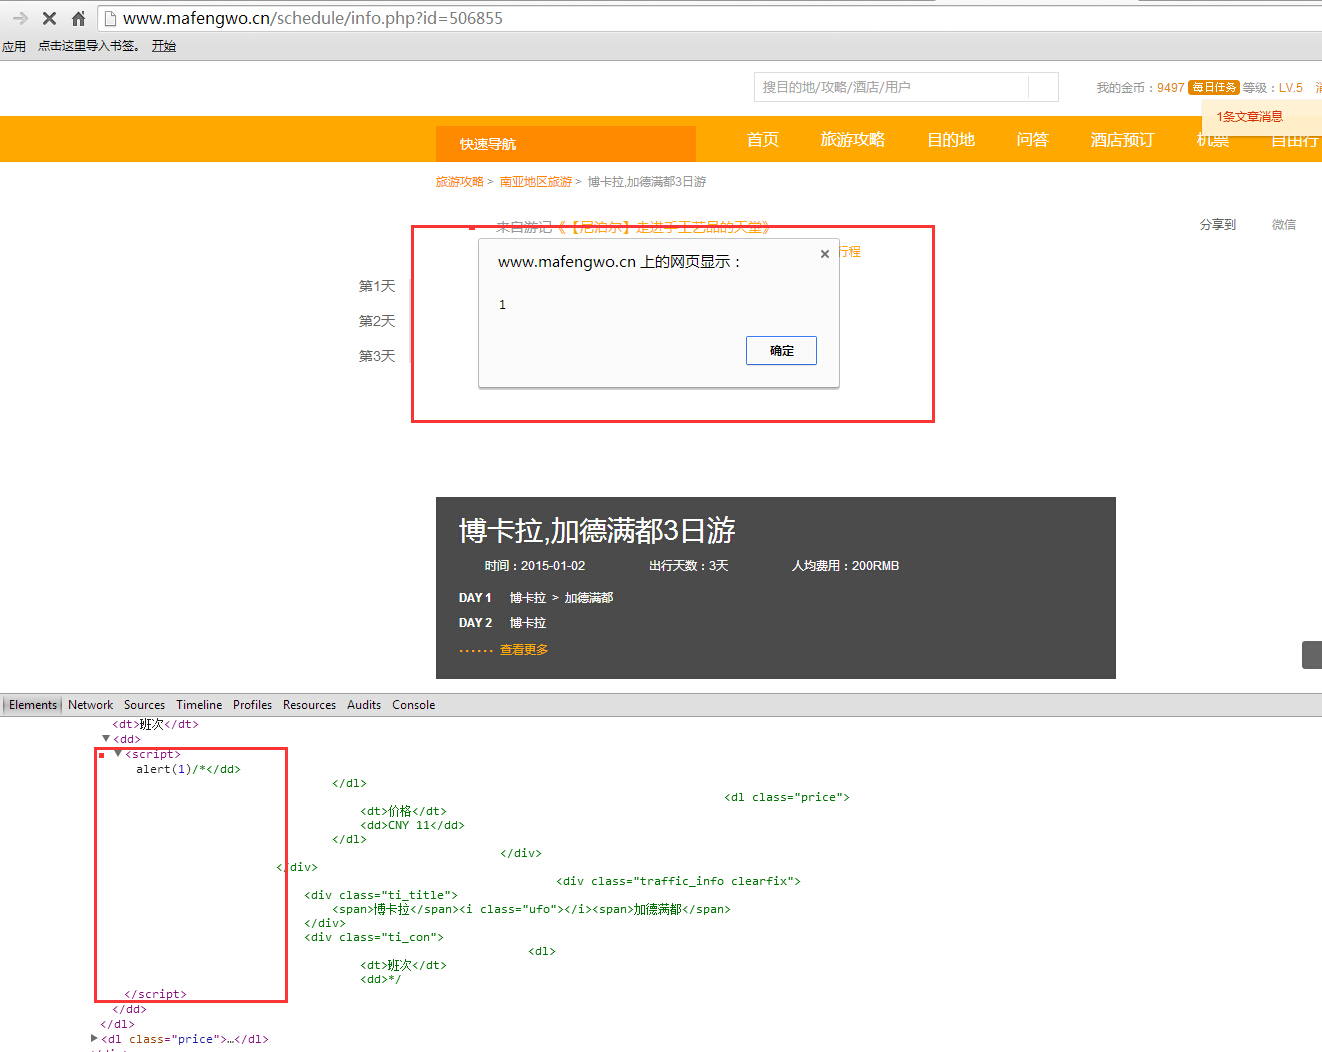 www.mafengwo.cn/schedule/info.php?id=506855
应用 点击这里导入书签。 开始
搜目的地/攻略/酒店/用户
我的金币：9497 每日任务 等级：LV.5
1条文章消息
快速导航 首页 旅游攻略 目的地 问答 酒店预订 机票 自由行
旅游攻略 > 南亚地区旅游 > 博卡拉,加德满都3日游
来自游记《【尼泊尔】走进手工艺品的天堂》
分享到 微信
行程
www.mafengwo.cn 上的网页显示：
×
1
确定
第1天
第2天
第3天
博卡拉,加德满都3日游
时间：2015-01-02 出行天数：3天 人均费用：200RMB
DAY 1 博卡拉 > 加德满都
DAY 2 博卡拉
······ 查看更多
Elements Network Sources Timeline Profiles Resources Audits Console
<dt>班次</dt>
▼<dd>
▼<script>
alert(1)/*</dd>
</dl>
<dl class="price">
<dt>价格</dt>
<dd>CNY 11</dd>
</dl>
</div>
</div>
<div class="traffic_info clearfix">
<div class="ti_title">
<span>博卡拉</span><i class="ufo"></i><span>加德满都</span>
</div>
<div class="ti_con">
<dl>
<dt>班次</dt>
<dd>*/
</script>
</dd>
</dl>
▶<dl class="price">…</dl>